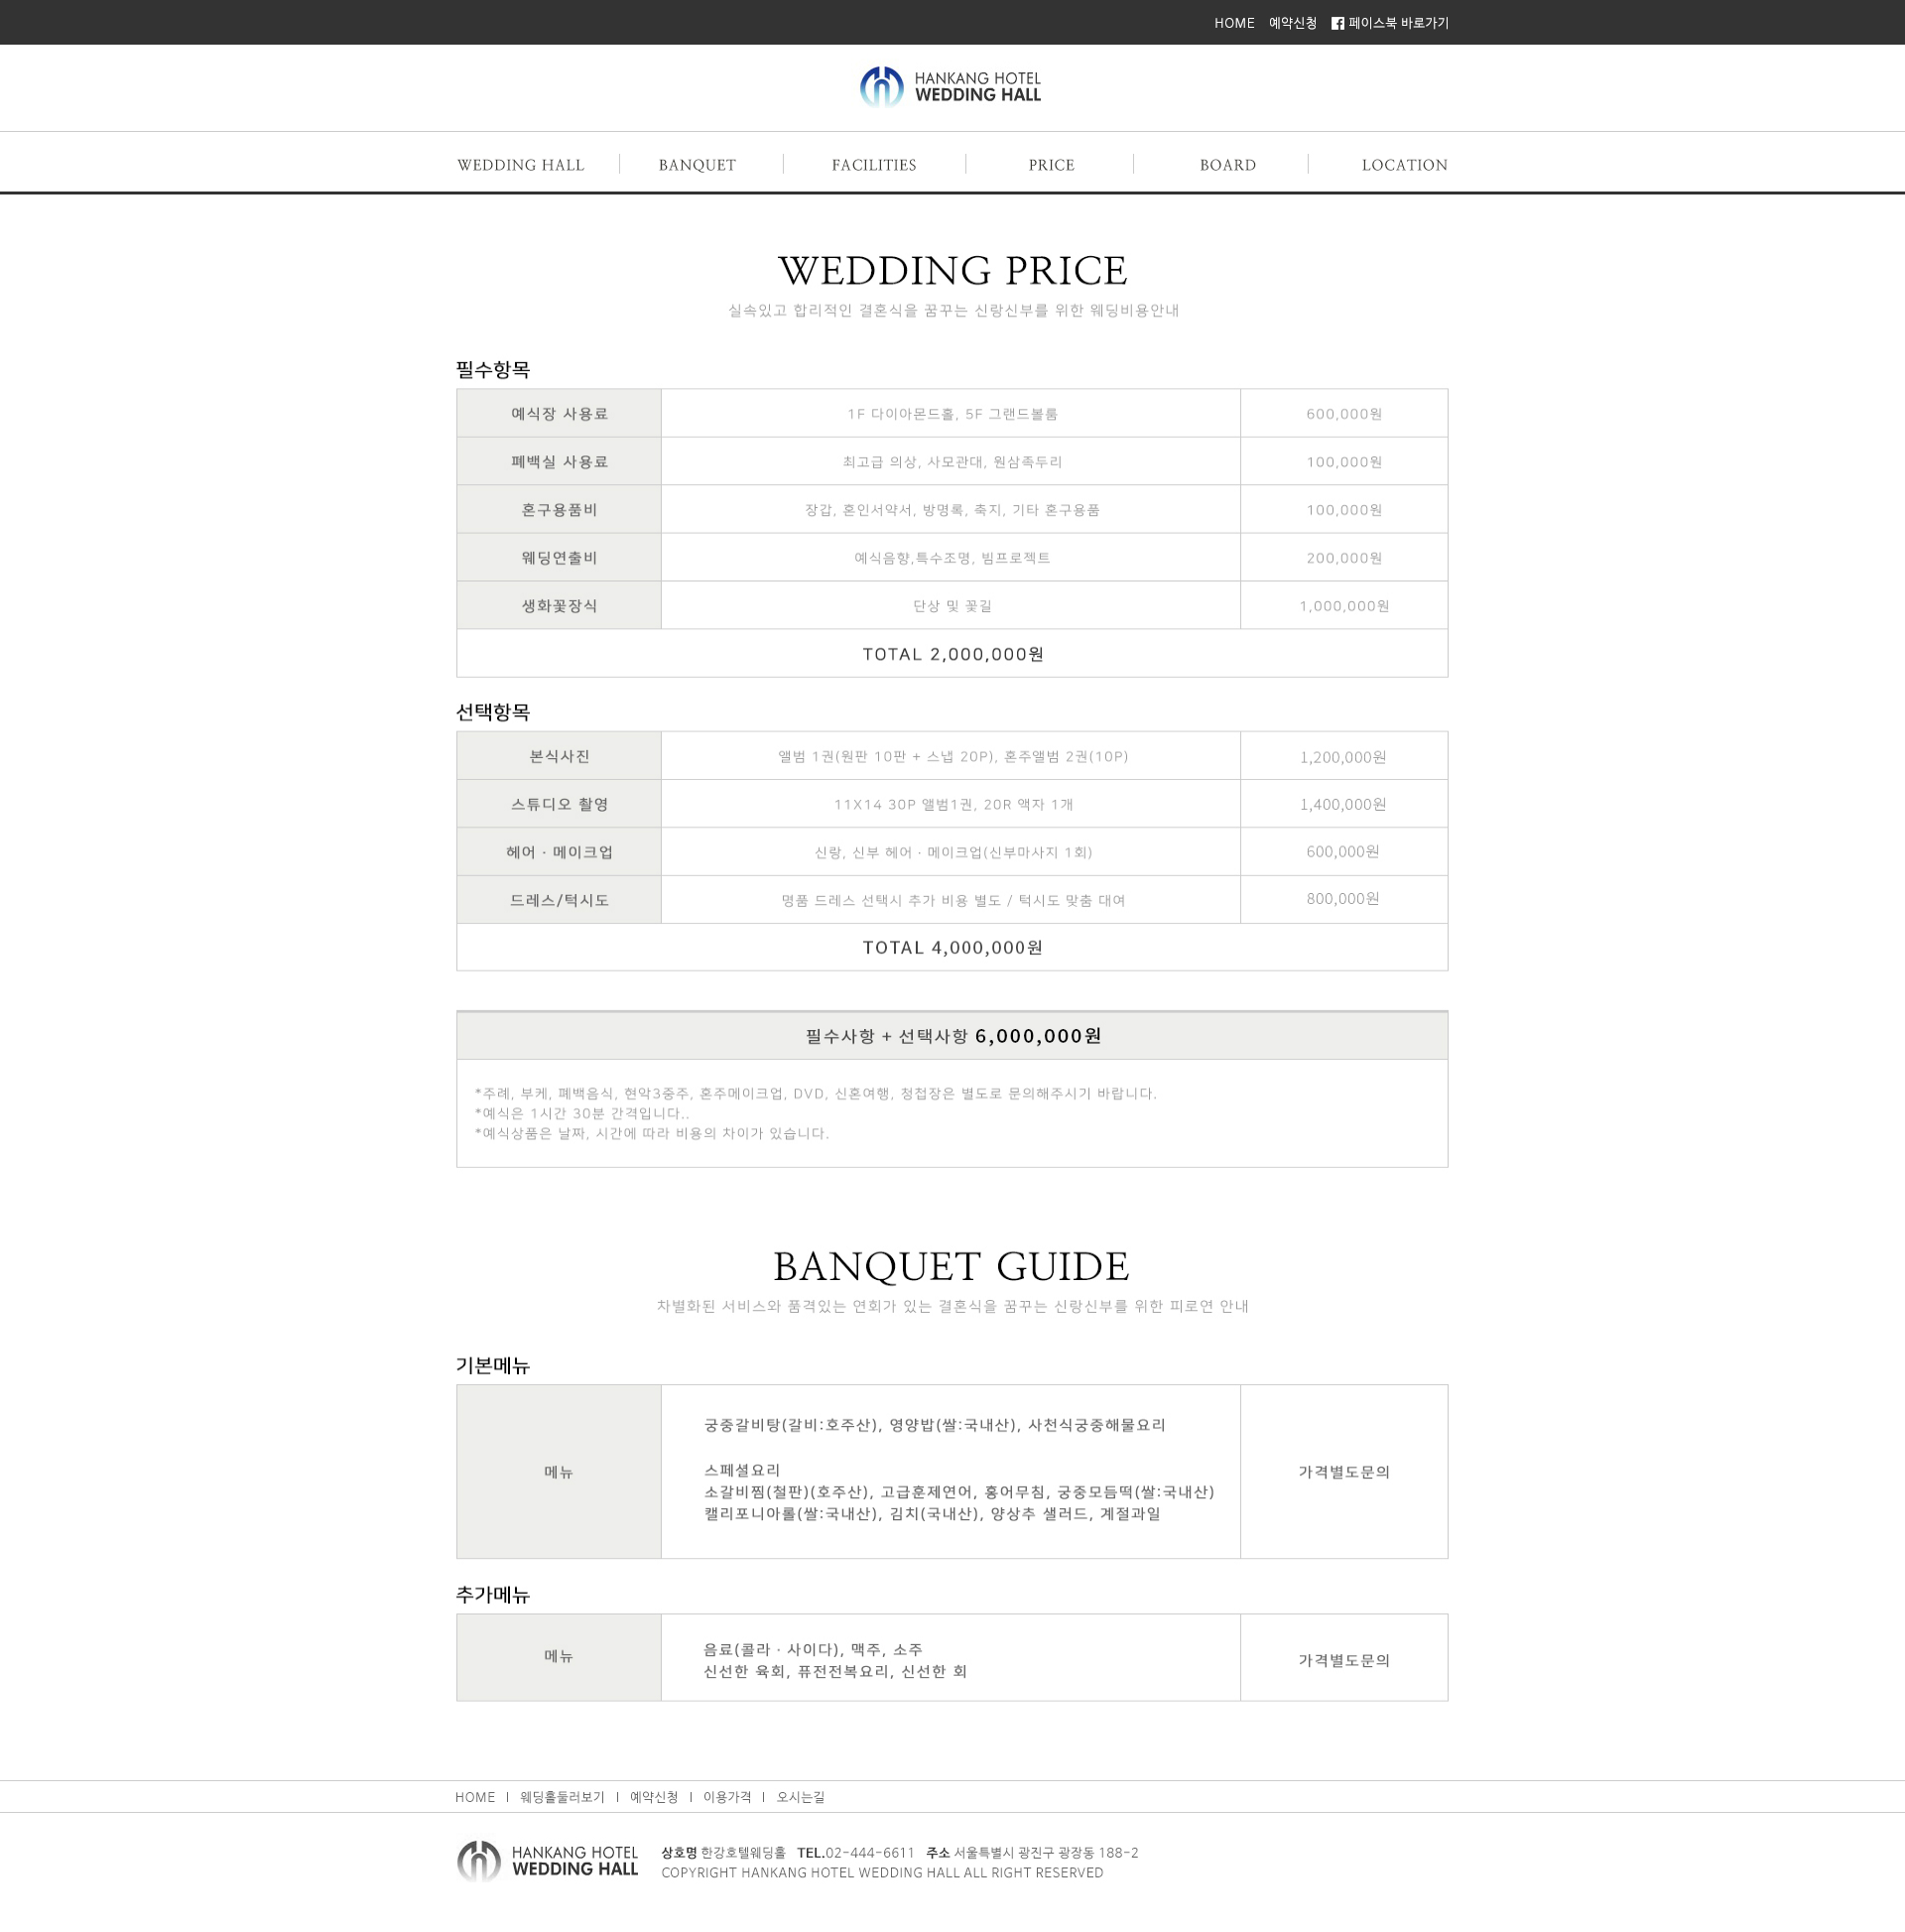 HOME 예약신청 페이스북 바로가기
HANKANG HOTEL
WEDDING HALL
WEDDING HALL BANQUET FACILITIES PRICE BOARD LOCATION
WEDDING PRICE
실속있고 합리적인 결혼식을 꿈꾸는 신랑신부를 위한 웨딩비용안내
필수항목
예식장 사용료 1F 다이아몬드홀, 5F 그랜드볼룸 600,000원
폐백실 사용료 최고급 의상, 사모관대, 원삼족두리 100,000원
혼구용품비 장갑, 혼인서약서, 방명록, 축지, 기타 혼구용품 100,000원
웨딩연출비 예식음향,특수조명, 빔프로젝트 200,000원
생화꽃장식 단상 및 꽃길 1,000,000원
TOTAL 2,000,000원
선택항목
본식사진 앨범 1권(원판 10판 + 스냅 20P), 혼주앨범 2권(10P) 1,200,000원
스튜디오 촬영 11X14 30P 앨범1권, 20R 액자 1개 1,400,000원
헤어 · 메이크업 신랑, 신부 헤어 · 메이크업(신부마사지 1회) 600,000원
드레스/턱시도 명품 드레스 선택시 추가 비용 별도 / 턱시도 맞춤 대여 800,000원
TOTAL 4,000,000원
필수사항 + 선택사항 6,000,000원
*주례, 부케, 폐백음식, 현악3중주, 혼주메이크업, DVD, 신혼여행, 청첩장은 별도로 문의해주시기 바랍니다.
*예식은 1시간 30분 간격입니다..
*예식상품은 날짜, 시간에 따라 비용의 차이가 있습니다.
BANQUET GUIDE
차별화된 서비스와 품격있는 연회가 있는 결혼식을 꿈꾸는 신랑신부를 위한 피로연 안내
기본메뉴
궁중갈비탕(갈비:호주산), 영양밥(쌀:국내산), 사천식궁중해물요리
메뉴 스페셜요리 가격별도문의
소갈비찜(철판)(호주산), 고급훈제연어, 홍어무침, 궁중모듬떡(쌀:국내산)
캘리포니아롤(쌀:국내산), 김치(국내산), 양상추 샐러드, 계절과일
추가메뉴
메뉴 음료(콜라 · 사이다), 맥주, 소주 가격별도문의
신선한 육회, 퓨전전복요리, 신선한 회
HOME | 웨딩홀둘러보기 | 예약신청 | 이용가격 | 오시는길
HANKANG HOTEL
WEDDING HALL
상호명 한강호텔웨딩홀 TEL.02-444-6611 주소 서울특별시 광진구 광장동 188-2
COPYRIGHT HANKANG HOTEL WEDDING HALL ALL RIGHT RESERVED